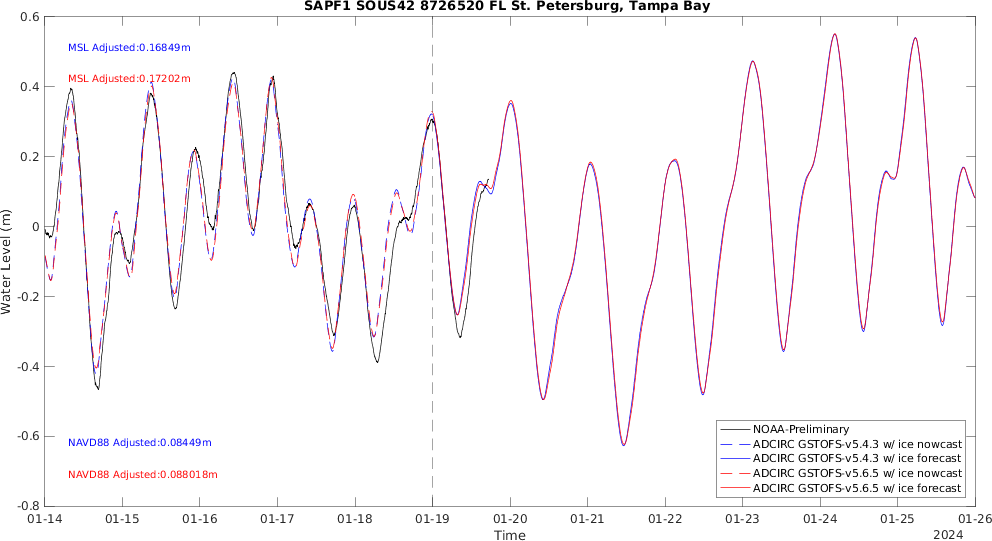 SAPF1 SOUS42 8726520 FL St. Petersburg, Tampa Bay
MSL Adjusted:0.16849m
MSL Adjusted:0.17202m
NAVD88 Adjusted:0.08449m
NAVD88 Adjusted:0.088018m
Water Level (m)
0.6
0.4
0.2
0
-0.2
-0.4
-0.6
-0.8
NOAA-Preliminary
ADCIRC GSTOFS-v5.4.3 w/ ice nowcast
ADCIRC GSTOFS-v5.4.3 w/ ice forecast
ADCIRC GSTOFS-v5.6.5 w/ ice nowcast
ADCIRC GSTOFS-v5.6.5 w/ ice forecast
01-14 01-15 01-16 01-17 01-18 01-19 01-20 01-21 01-22 01-23 01-24 01-25 01-26
Time
2024